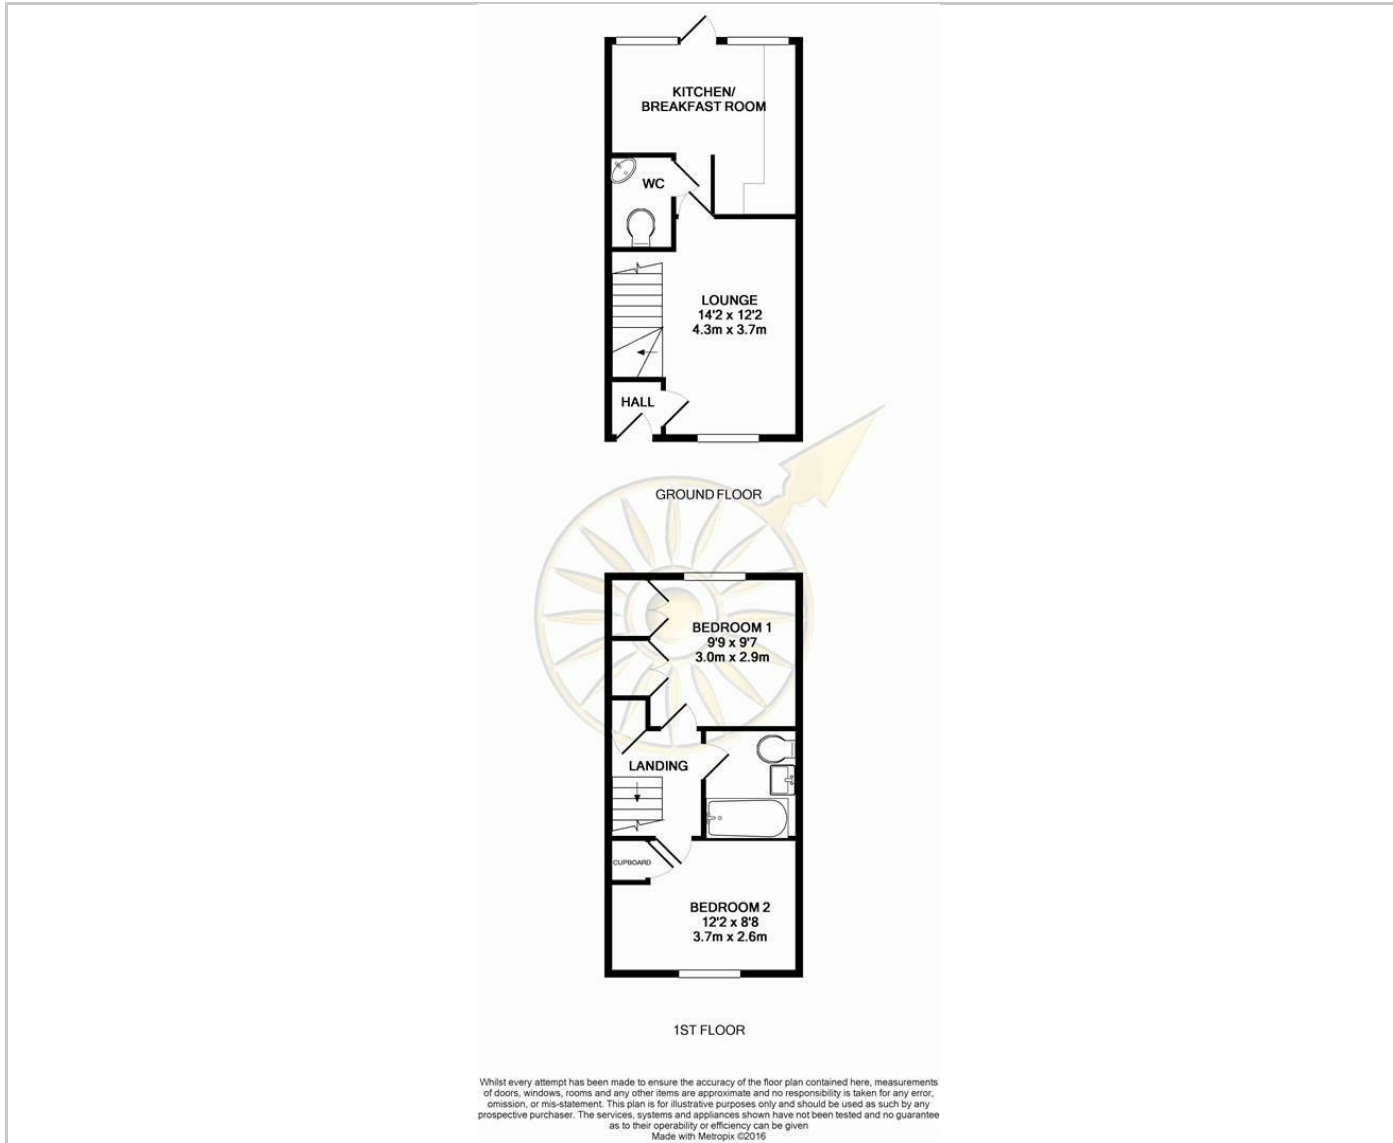 KITCHEN/
BREAKFAST ROOM
WC
LOUNGE
14'2 x 12'2
4.3m x 3.7m
HALL
GROUND FLOOR
BEDROOM 1
9'9 x 9'7
3.0m x 2.9m
LANDING
CUPBOARD
BEDROOM 2
12'2 x 8'8
3.7m x 2.6m
1ST FLOOR
Whilst every attempt has been made to ensure the accuracy of the floor plan contained here, measurements
of doors, windows, rooms and any other items are approximate and no responsibility is taken for any error,
omission, or mis-statement. This plan is for illustrative purposes only and should be used as such by any
prospective purchaser. The services, systems and appliances shown have not been tested and no guarantee
as to their operability or efficiency can be given
Made with Metropix ©2016